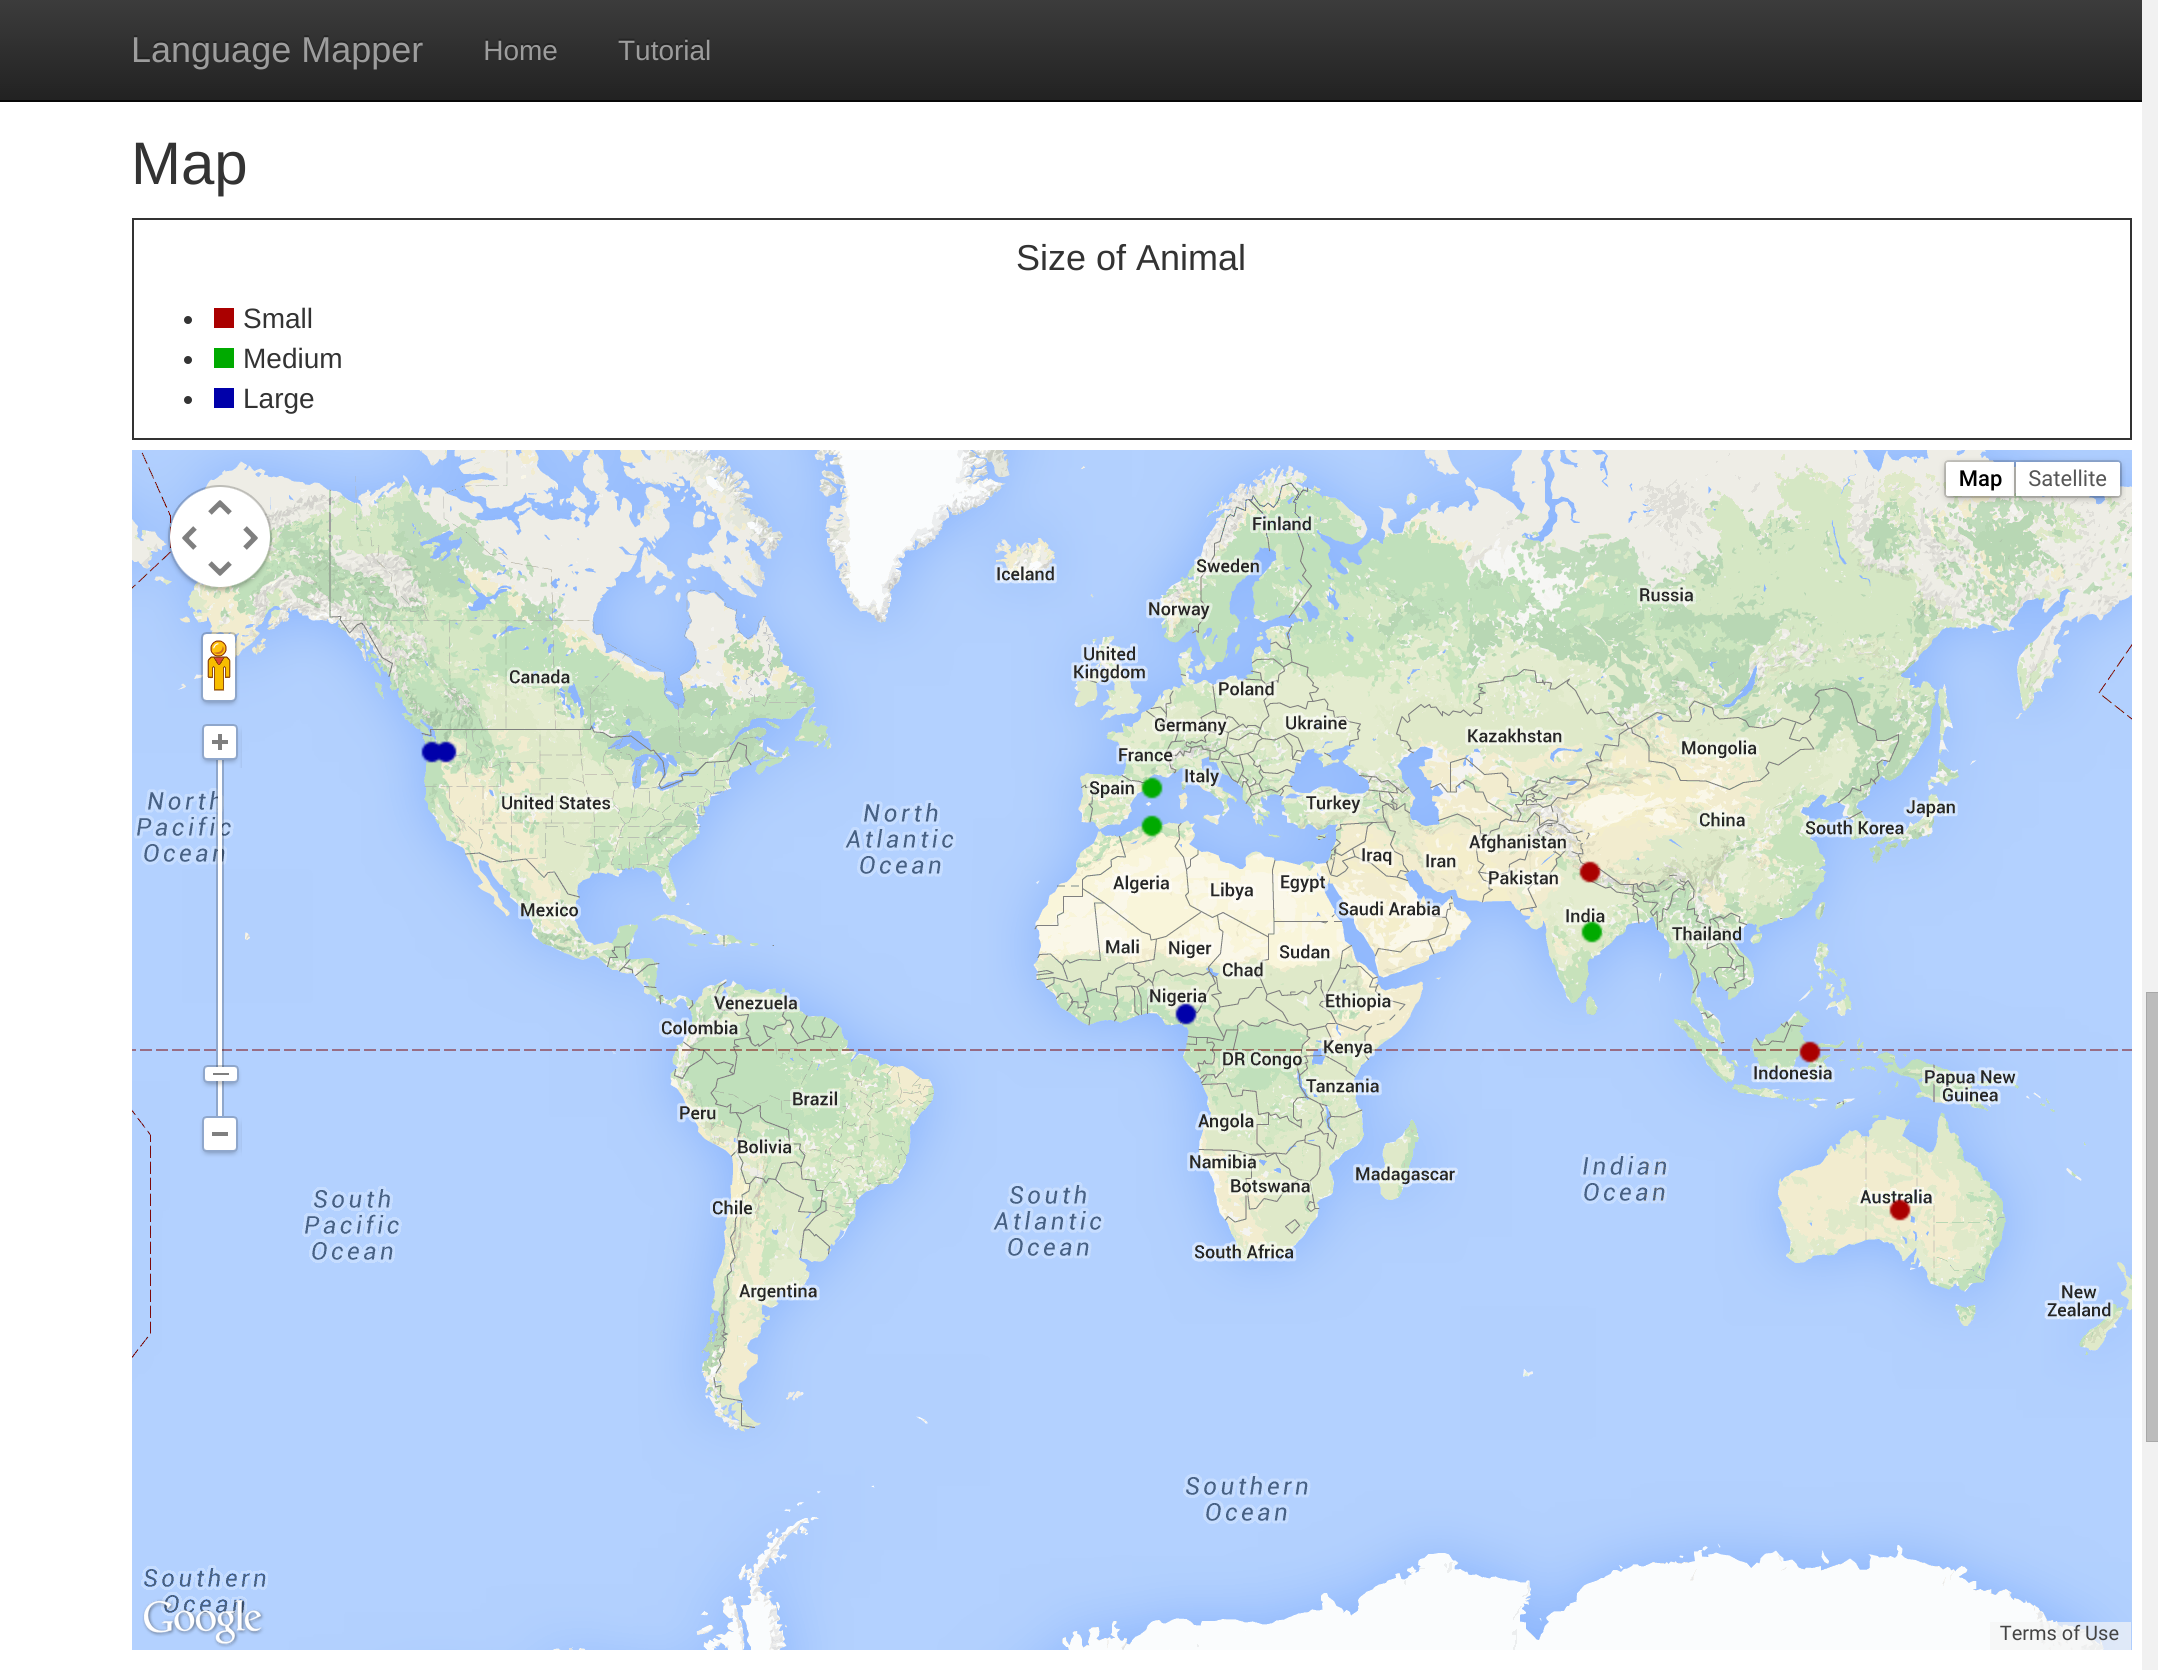 Language Mapper Home Tutorial
Map
Size of Animal
Small
Medium
Large
Map Satellite
Finland
Sweden
Iceland
Russia
Norway
United
Kingdom
Canada
Poland
Ukraine
Germany
Kazakhstan
Mongolia
France
Italy
Spain
United States
Turkey
North
Pacific
Ocean
North
Atlantic
Ocean
Japan
China
South Korea
Afghanistan
Iraq
Iran
Pakistan
Algeria
Libya
Egypt
Saudi Arabia
Mexico
India
Thailand
Mali
Niger
Sudan
Chad
Nigeria
Ethiopia
Venezuela
Colombia
Kenya
DR Congo
Indonesia
Tanzania
Papua New
Guinea
Brazil
Peru
Angola
Bolivia
Namibia
Madagascar
Indian
Ocean
Botswana
Australia
South
Pacific
Ocean
South
Atlantic
Ocean
Chile
South Africa
Argentina
New
Zealand
Southern
Ocean
Southern
Ocean
Google
Terms of Use